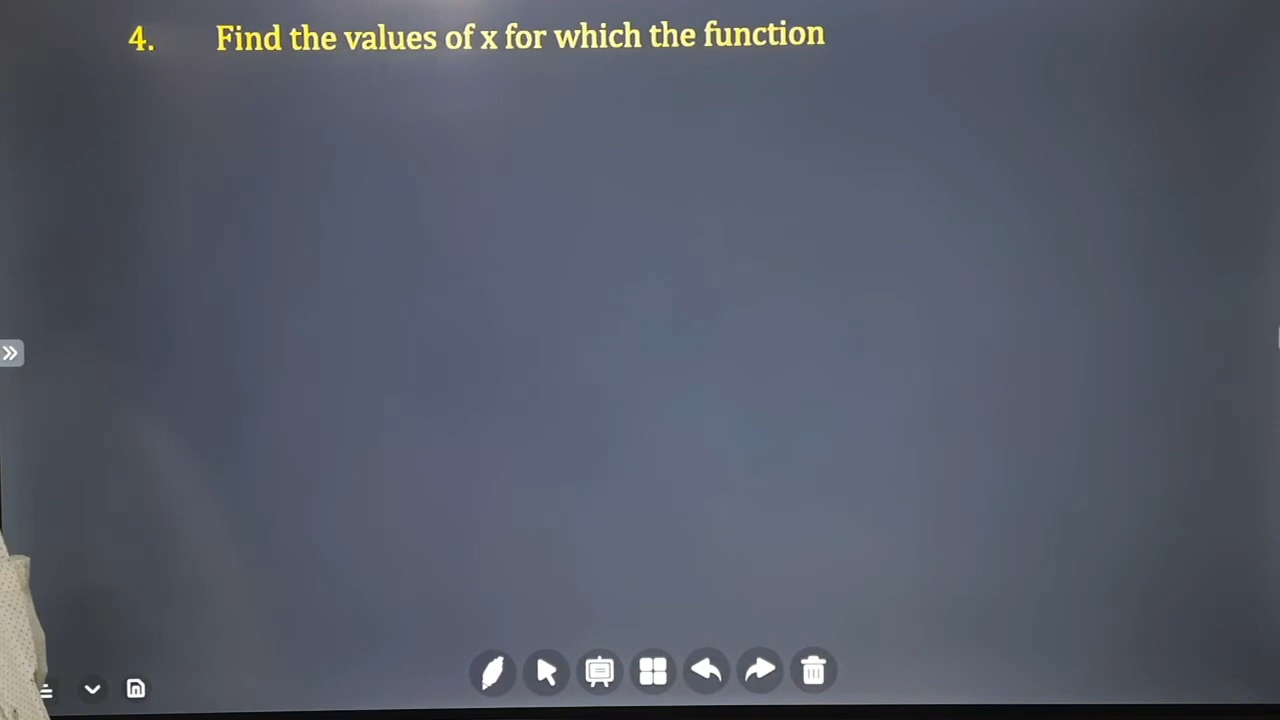 4. Find the values of x for which the function